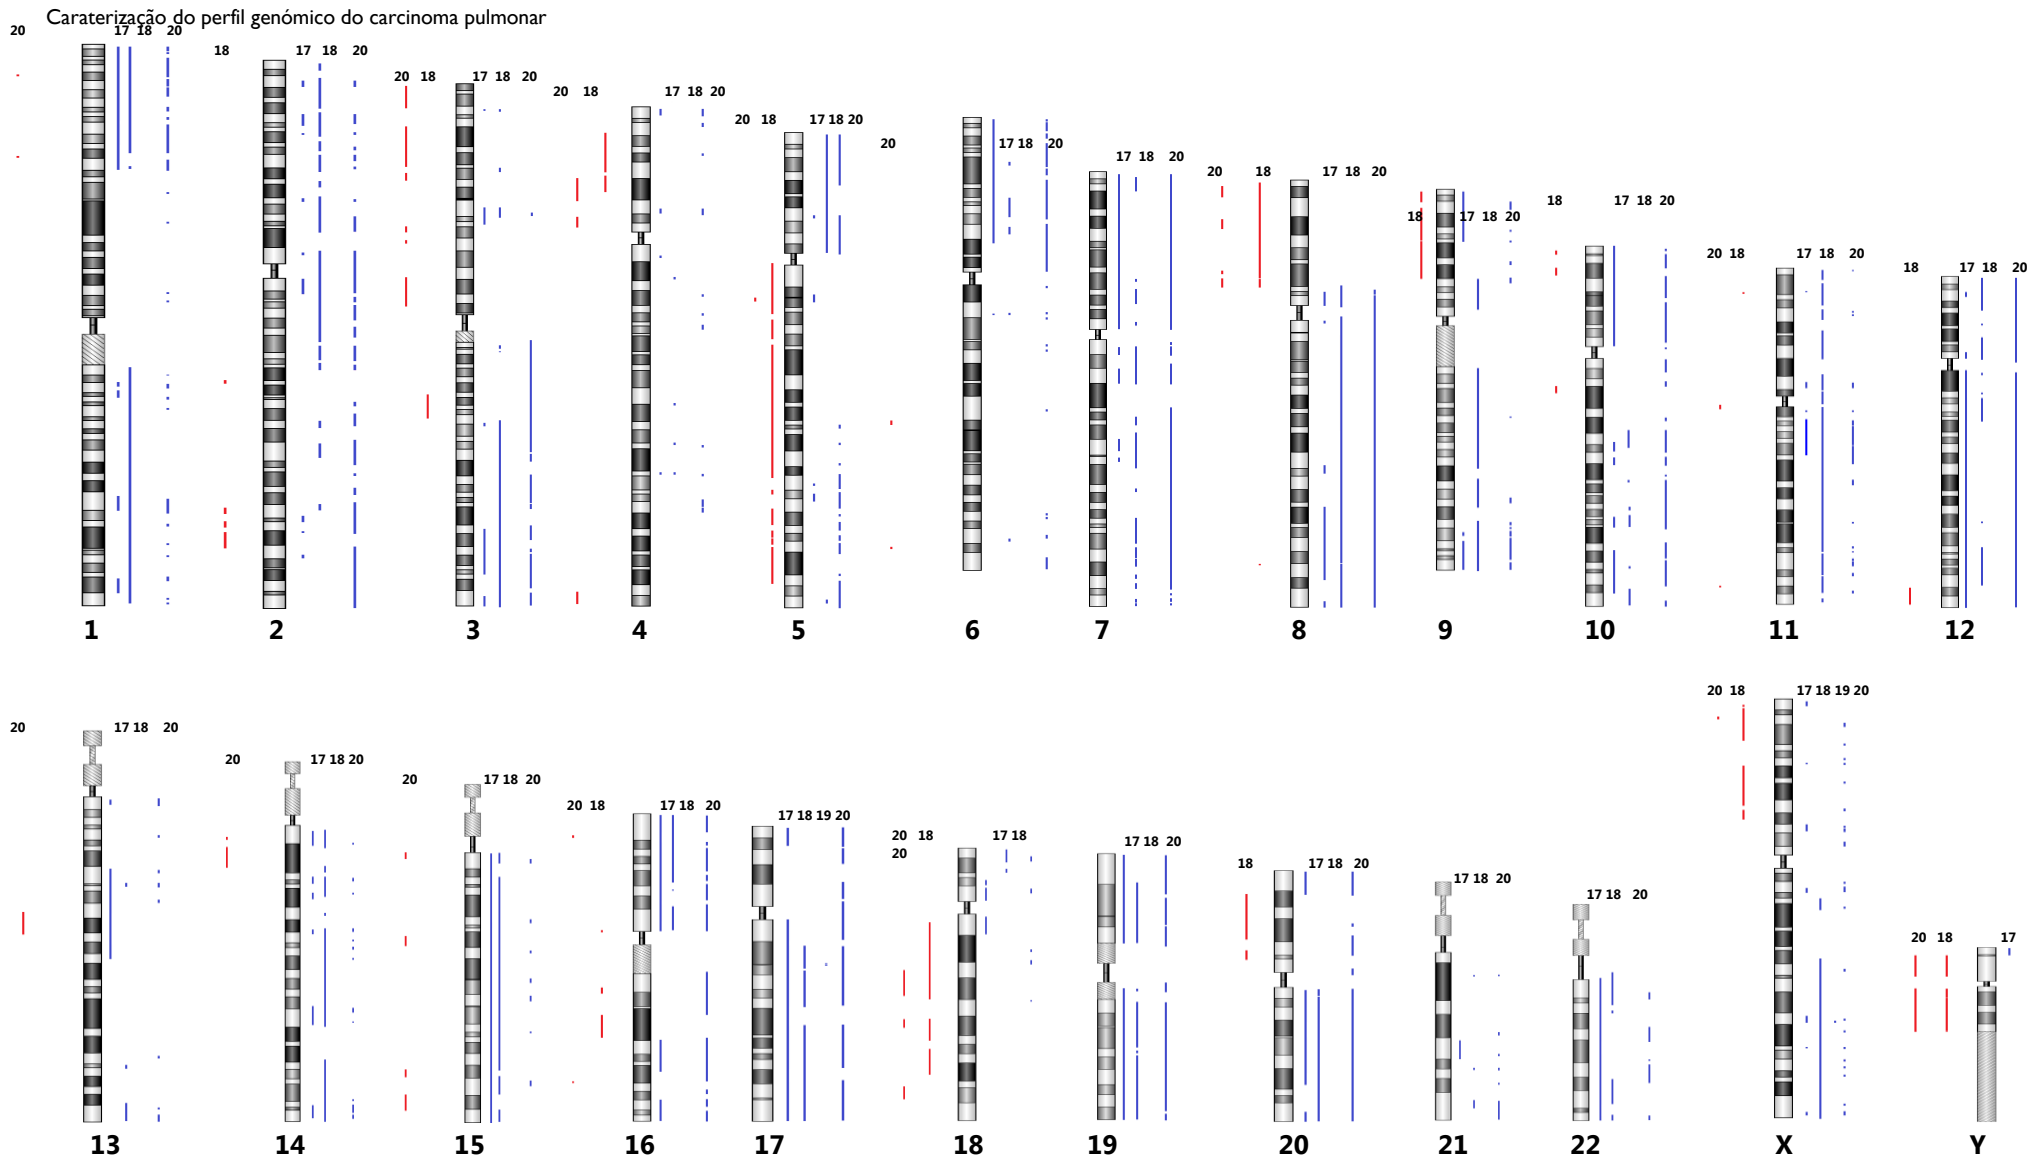 Caraterização do perfil genómico do carcinoma pulmonar
20 17 18 20
18 17 18 20
20 18 17 18 20
20 18 17 18 20
20 18 17 18 20
20 17 18 20
17 18 20
20 18 17 18 20
18 17 18 20
18 17 18 20
20 18 17 18 20
18 17 18 20
1 2 3 4 5 6 7 8 9 10 11 12
20 17 18 20
20 17 18 20
20 17 18 20
20 18 17 18 20
17 18 19 20
20 18 17 18
20
17 18 20
18 17 18 20
17 18 20
17 18 20
20 18 17 18 19 20
20 18 17
13 14 15 16 17 18 19 20 21 22 X Y